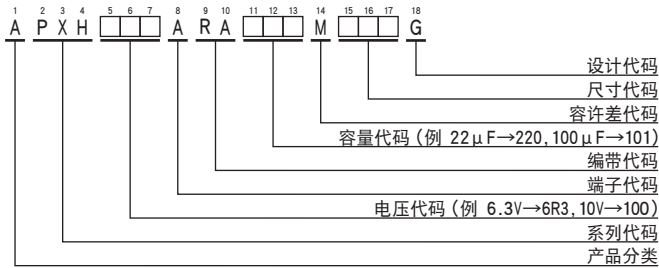 1 2 3 4 5 6 7 8 9 10 11 12 13 14 15 16 17 18
A P X H □□□ A R A □□□ M □□□ G
设计代码
尺寸代码
容许差代码
容量代码 (例 22μF→220, 100μF→101)
编带代码
端子代码
电压代码 (例 6.3V→6R3, 10V→100)
系列代码
产品分类